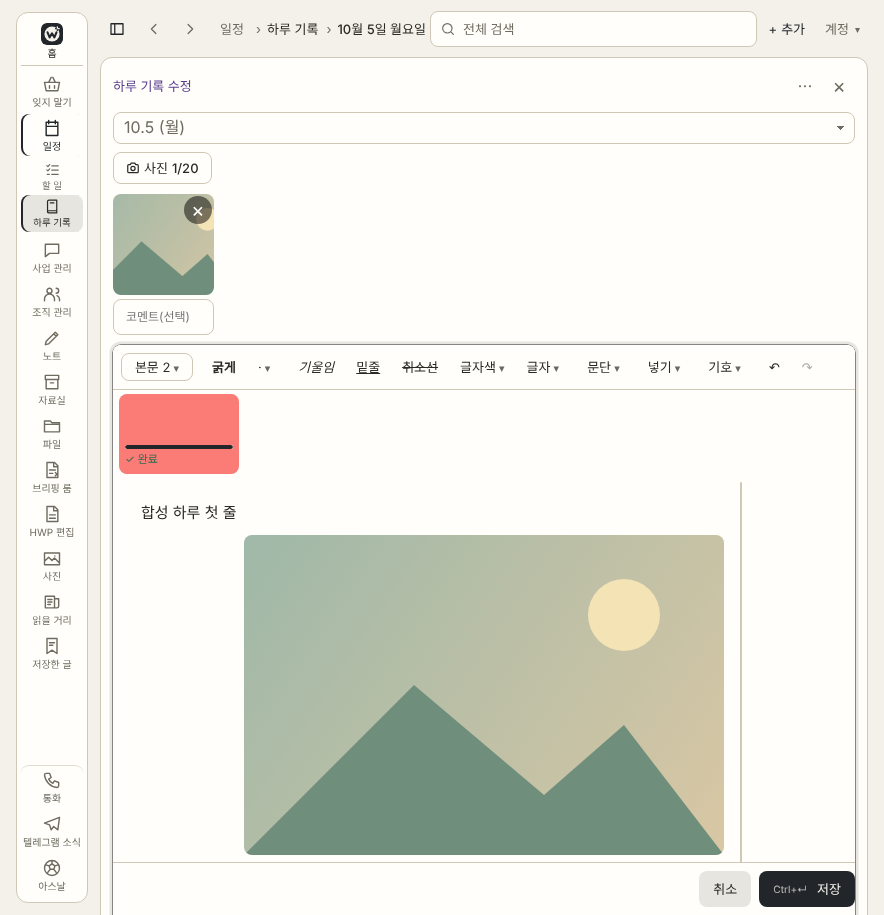 일정 › 하루 기록 › 10월 5일 월요일
전체 검색
+ 추가
계정 ▾
홈
잊지 말기
일정
할 일
하루 기록
사업 관리
조직 관리
노트
자료실
파일
브리핑 룸
HWP 편집
사진
읽을 거리
저장한 글
통화
텔레그램 소식
아스날
하루 기록 수정
10.5 (월)
사진 1/20
코멘트(선택)
본문 2 ▾ 굵게 · ▾ 기울임 밑줄 취소선 글자색 ▾ 글자 ▾ 문단 ▾ 넣기 ▾ 기호 ▾
✓ 완료
합성 하루 첫 줄
취소
Ctrl+↵ 저장